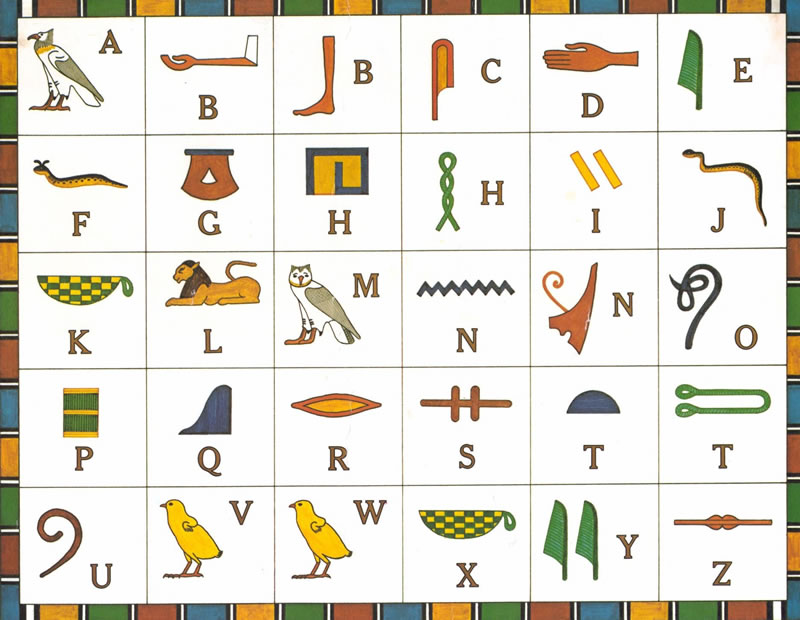 A B B C D E
F G H H I J
K L M N N O
P Q R S T T
U V W X Y Z